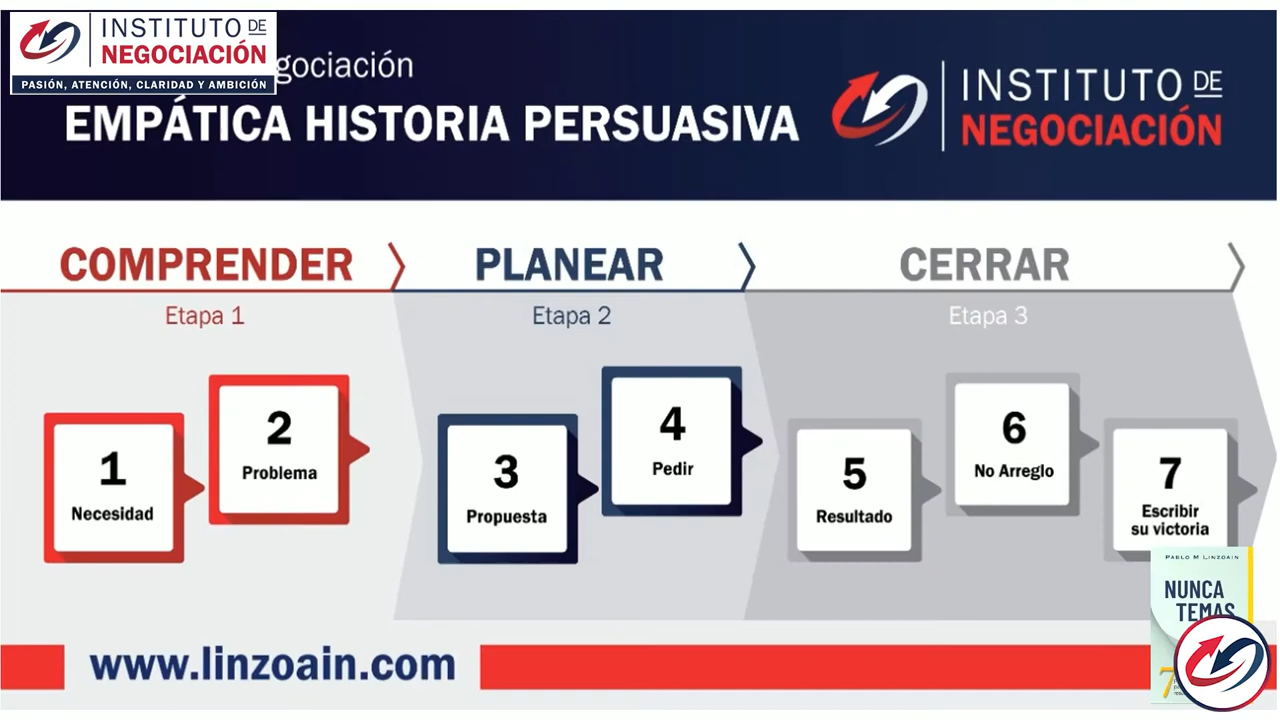 INSTITUTO DE
NEGOCIACIÓN
PASIÓN, ATENCIÓN, CLARIDAD Y AMBICIÓN
gociación
EMPÁTICA HISTORIA PERSUASIVA
INSTITUTO DE
NEGOCIACIÓN
COMPRENDER
PLANEAR
CERRAR
Etapa 1
Etapa 2
Etapa 3
1
Necesidad
2
Problema
3
Propuesta
4
Pedir
5
Resultado
6
No Arreglo
7
Escribir
su victoria
PABLO M LINZOAIN
NUNCA
TEMAS
7
www.linzoain.com